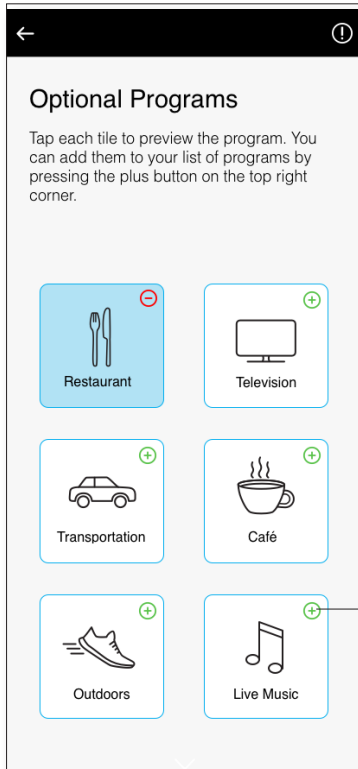 Optional Programs
Tap each tile to preview the program. You
can add them to your list of programs by
pressing the plus button on the top right
corner.
Restaurant
Television
Transportation
Café
Outdoors
Live Music